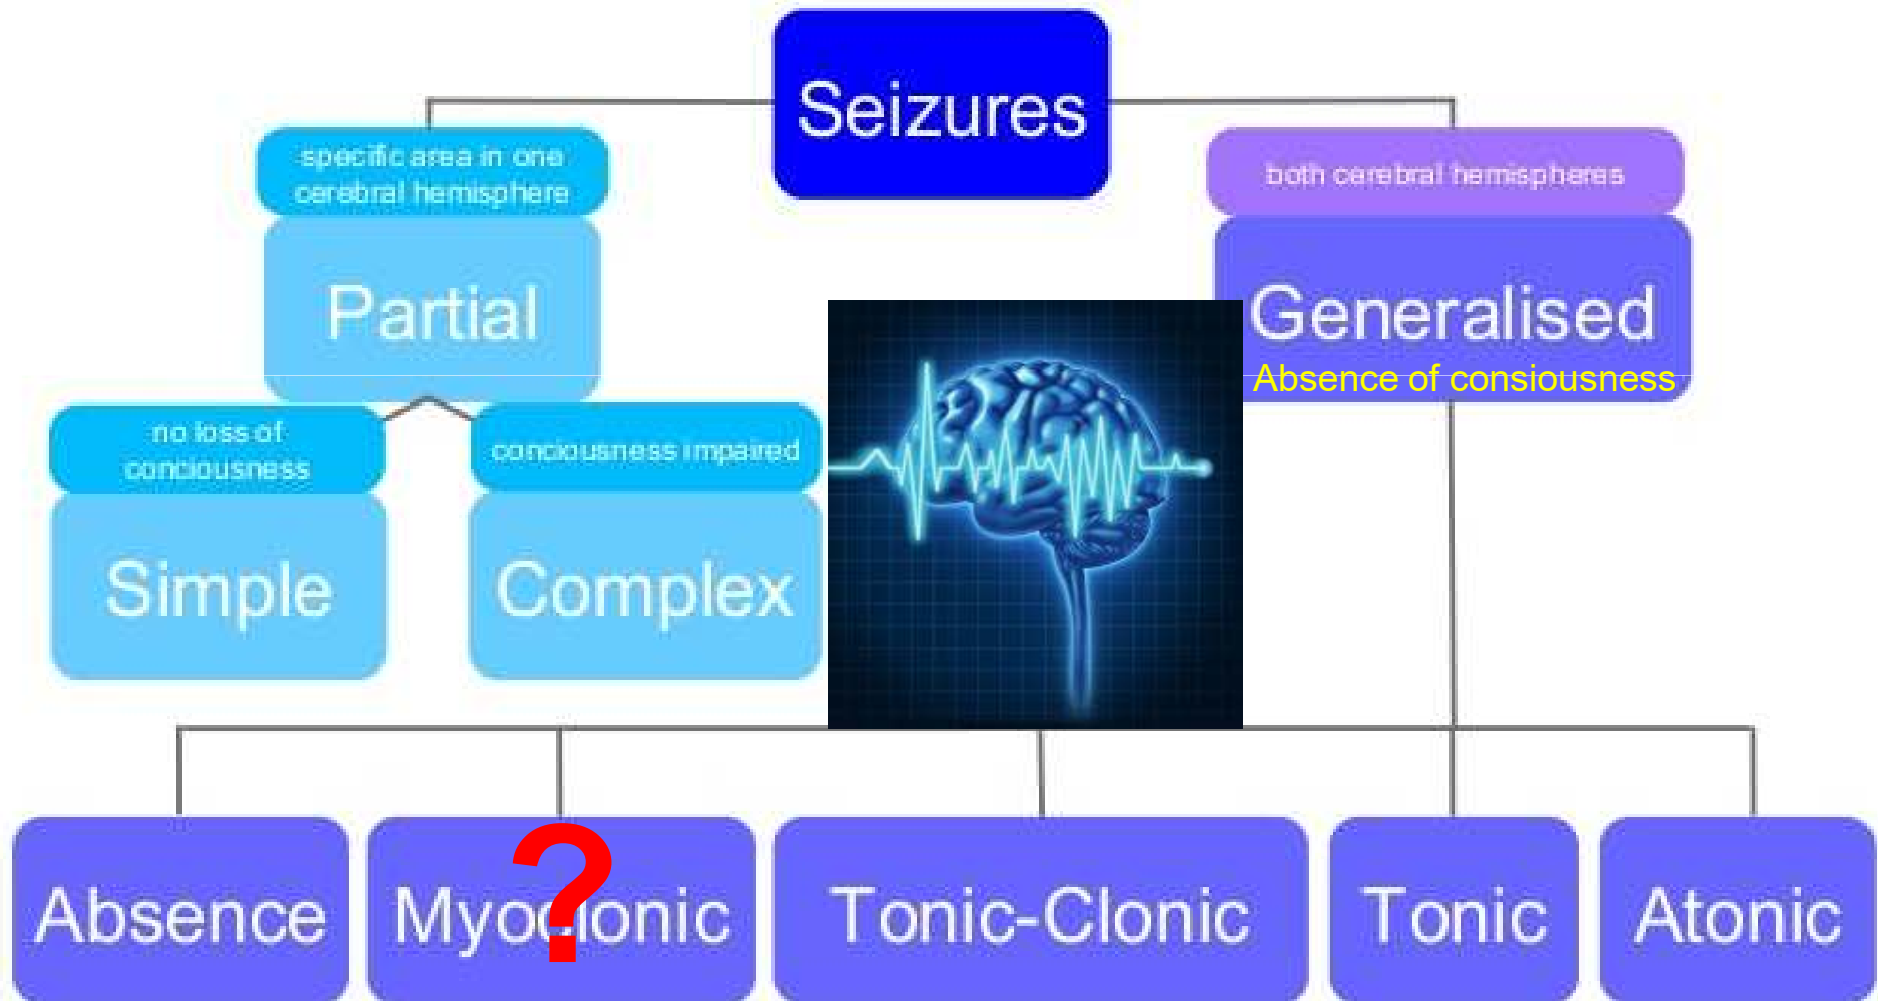 Seizures
specific area in one
cerebral hemisphere
Partial
both cerebral hemispheres
Generalised
Absence of consiousness
no loss of
conciousness
Simple
conciousness impaired
Complex
Absence
Myoclonic
?
Tonic-Clonic
Tonic
Atonic